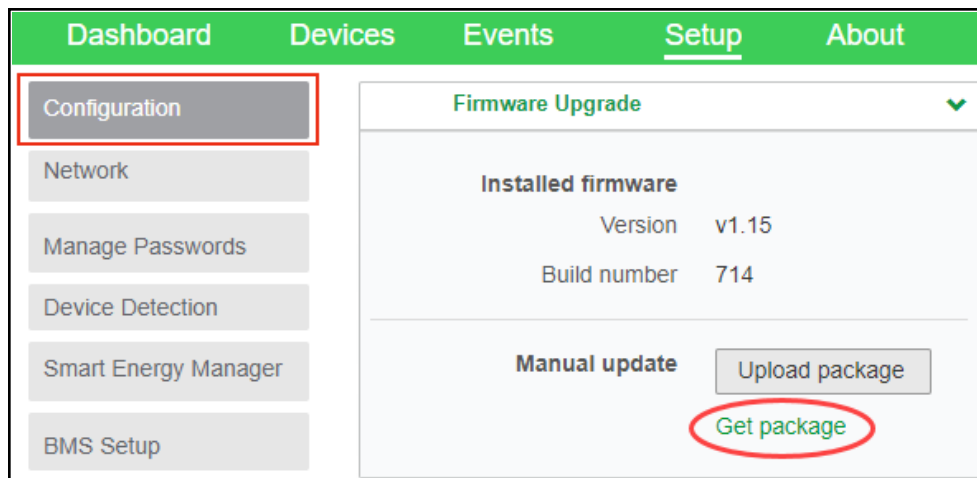 Dashboard Devices Events Setup About
Configuration
Network
Manage Passwords
Device Detection
Smart Energy Manager
BMS Setup
Firmware Upgrade
Installed firmware
Version v1.15
Build number 714
Manual update Upload package
Get package